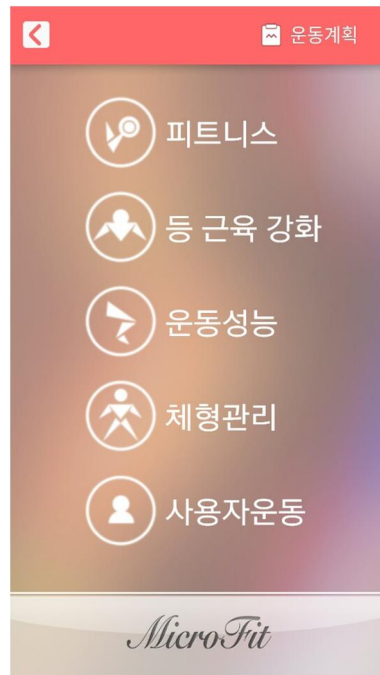 운동계획
피트니스
등 근육 강화
운동성능
체형관리
사용자운동
MicroFit